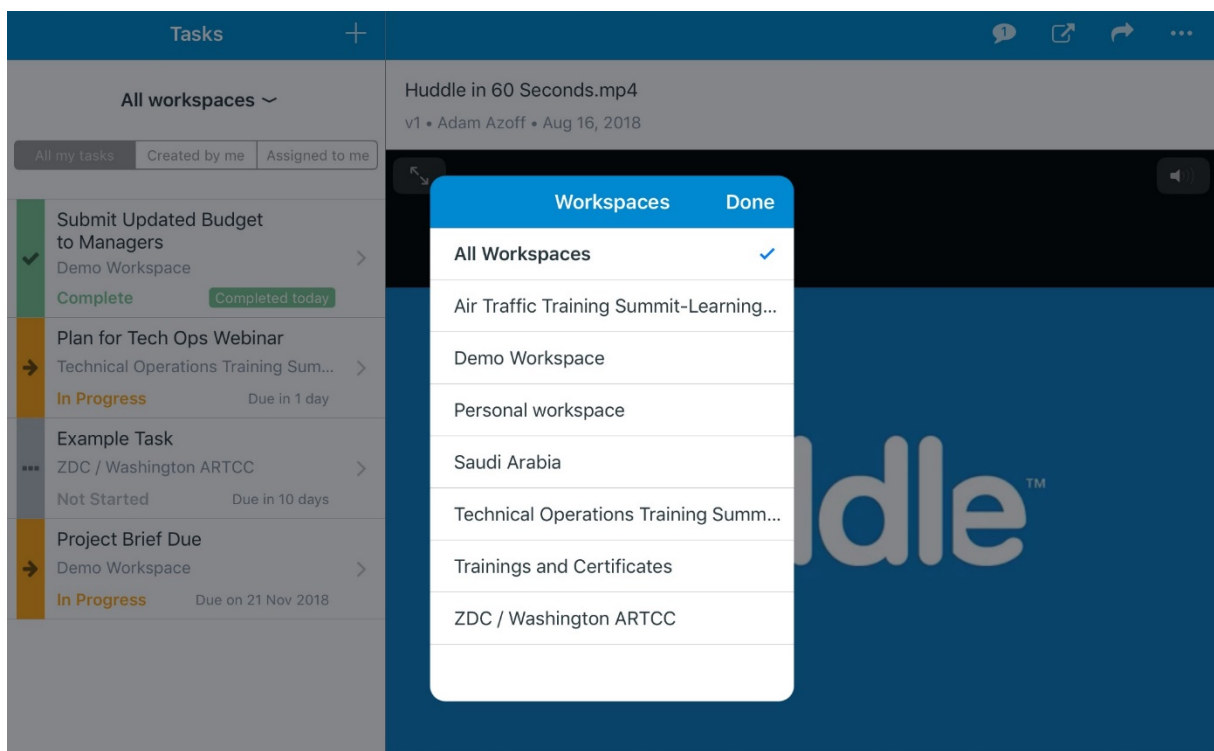 Tasks
All workspaces
All my tasks
Created by me
Assigned to me
Submit Updated Budget
to Managers
Demo Workspace
Complete
Completed today
Plan for Tech Ops Webinar
Technical Operations Training Sum...
In Progress
Due in 1 day
Example Task
ZDC / Washington ARTCC
Not Started
Due in 10 days
Project Brief Due
Demo Workspace
In Progress
Due on 21 Nov 2018
1
Huddle in 60 Seconds.mp4
v1 • Adam Azoff • Aug 16, 2018
Workspaces
Done
All Workspaces
Air Traffic Training Summit-Learning...
Demo Workspace
Personal workspace
Saudi Arabia
Technical Operations Training Summ...
Trainings and Certificates
ZDC / Washington ARTCC
ddle™